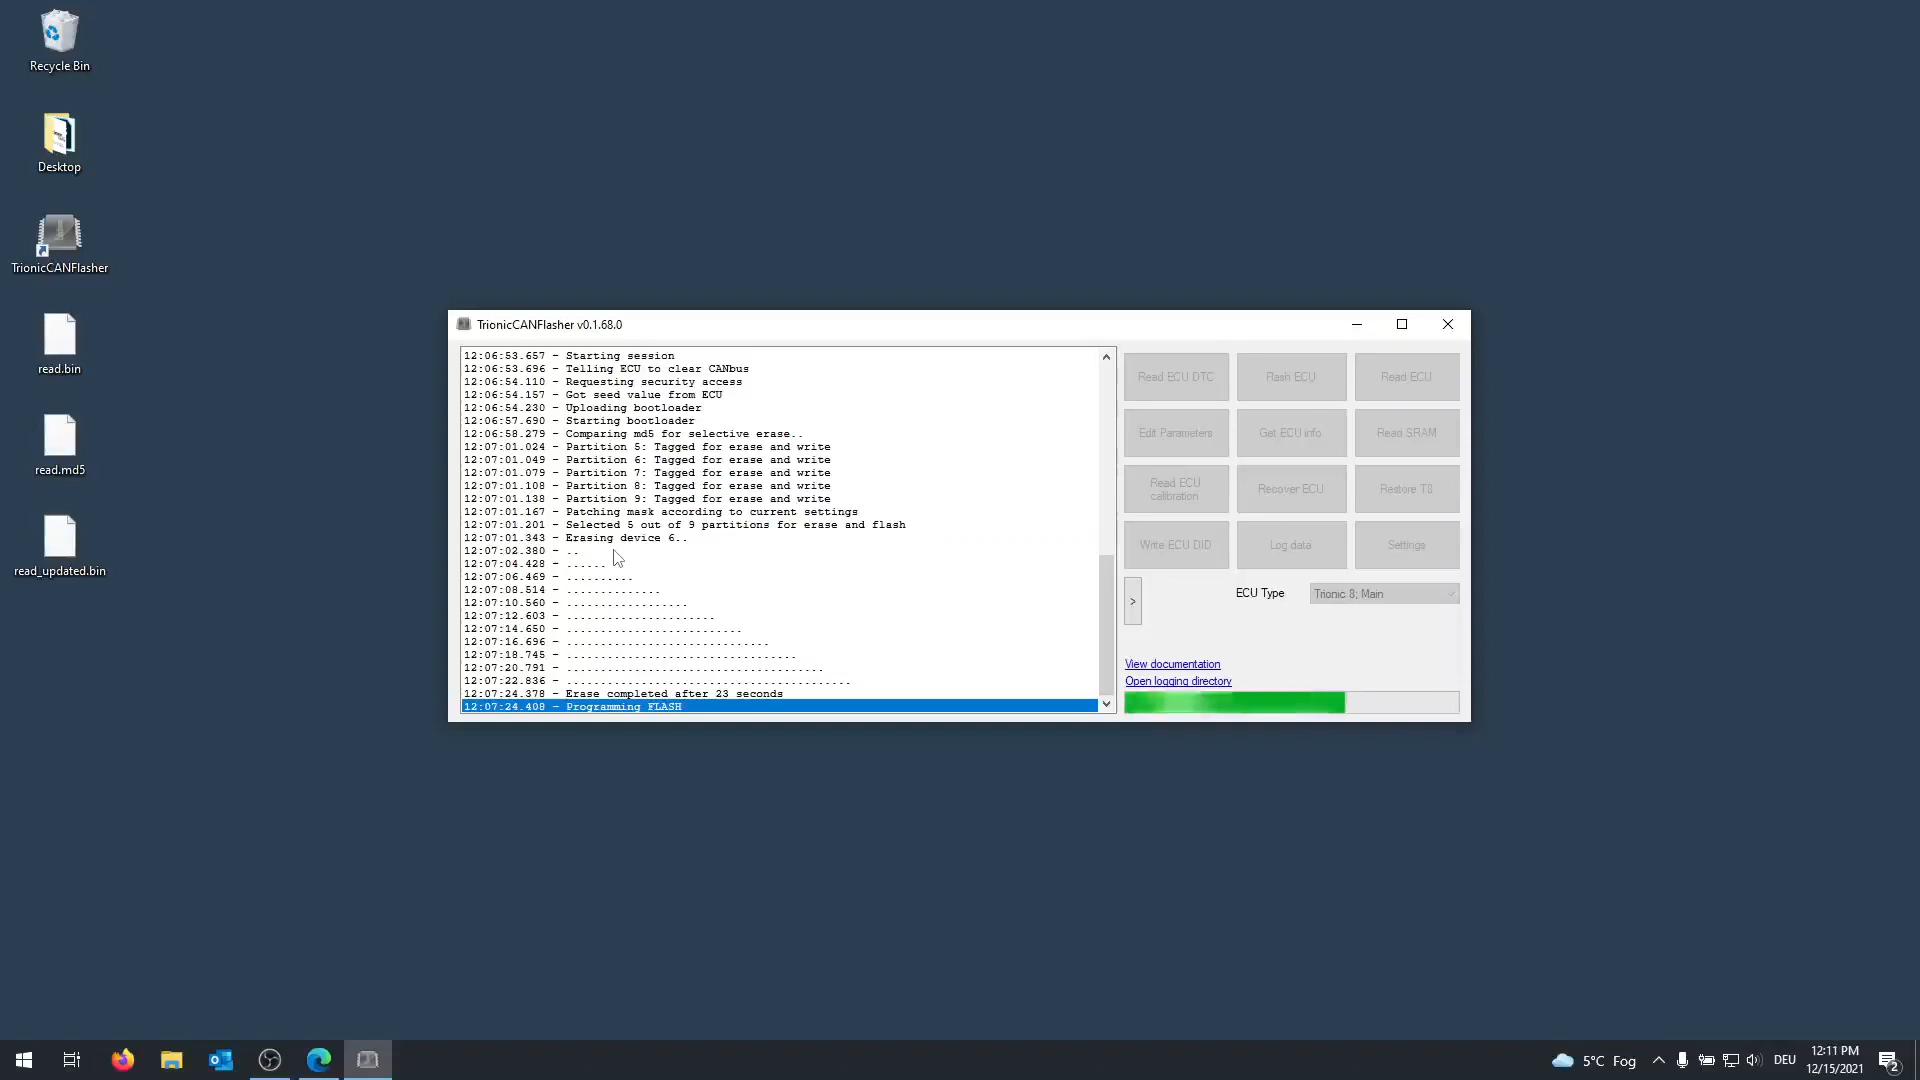 Recycle Bin
Desktop
TrionicCANFlasher
read.bin
read.md5
read_updated.bin
TrionicCANFlasher v0.1.68.0
12:06:53.657 - Starting session
12:06:53.696 - Telling ECU to clear CANbus
12:06:54.110 - Requesting security access
12:06:54.157 - Got seed value from ECU
12:06:54.230 - Uploading bootloader
12:06:57.690 - Starting bootloader
12:06:58.279 - Comparing md5 for selective erase..
12:07:01.024 - Partition 5: Tagged for erase and write
12:07:01.049 - Partition 6: Tagged for erase and write
12:07:01.079 - Partition 7: Tagged for erase and write
12:07:01.108 - Partition 8: Tagged for erase and write
12:07:01.138 - Partition 9: Tagged for erase and write
12:07:01.167 - Patching mask according to current settings
12:07:01.201 - Selected 5 out of 9 partitions for erase and flash
12:07:01.343 - Erasing device 6..
12:07:02.380 - ..
12:07:04.428 - ......
12:07:06.469 - ..........
12:07:08.514 - ..............
12:07:10.560 - ..................
12:07:12.603 - ......................
12:07:14.650 - ..........................
12:07:16.696 - ..............................
12:07:18.745 - ..................................
12:07:20.791 - ......................................
12:07:22.836 - ..........................................
12:07:24.378 - Erase completed after 23 seconds
12:07:24.408 - Programming FLASH
Read ECU DTC
Flash ECU
Read ECU
Edit Parameters
Get ECU info
Read SRAM
Read ECU
calibration
Recover ECU
Restore T8
Write ECU DID
Log data
Settings
>
ECU Type
Trionic 8; Main
View documentation
Open logging directory
5°C Fog
DEU
12:11 PM
12/15/2021
2